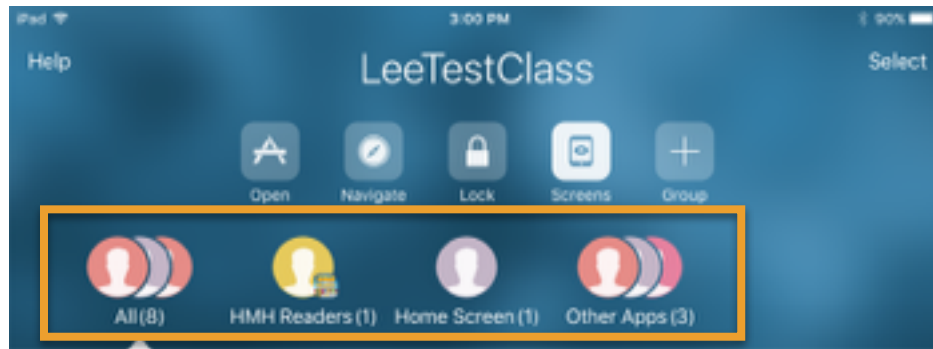 iPad 3:00 PM 90%
Help LeeTestClass Select
Open Navigate Lock Screens Group
All (8) HMH Readers (1) Home Screen (1) Other Apps (3)